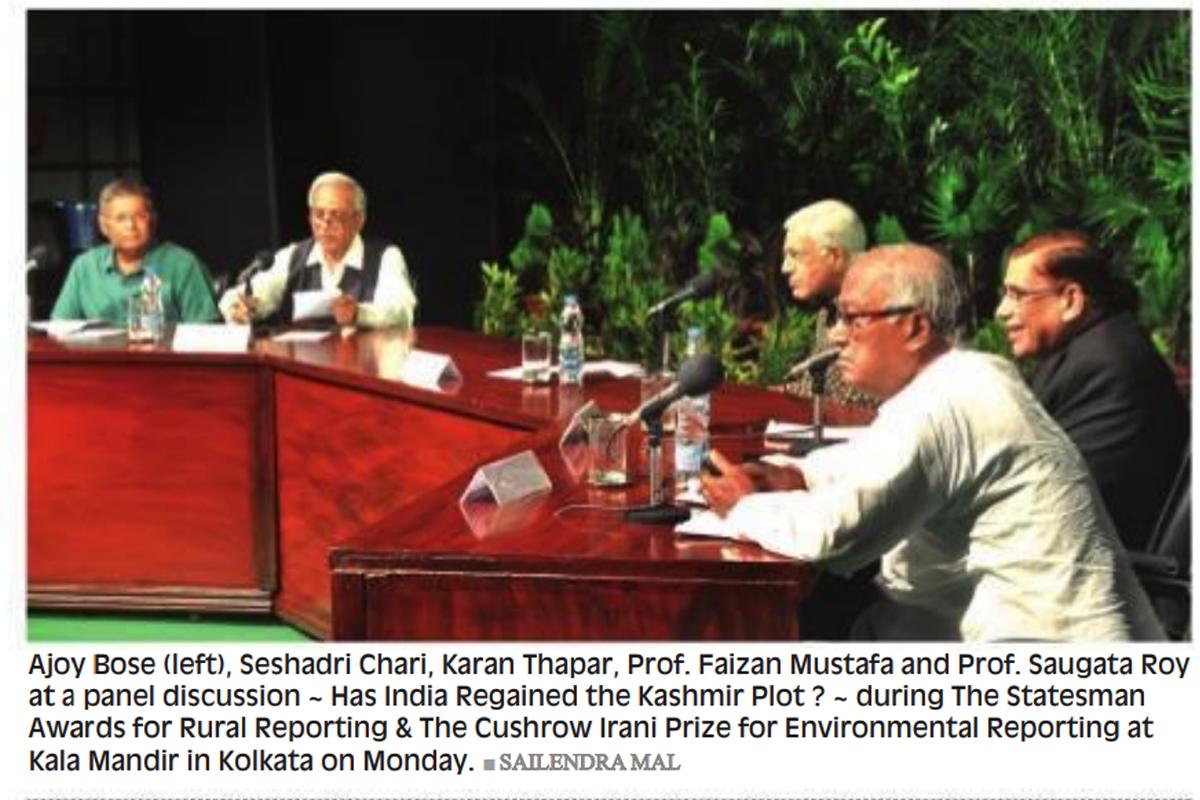 Ajoy Bose (left), Seshadri Chari, Karan Thapar, Prof. Faizan Mustafa and Prof. Saugata Roy
at a panel discussion ~ Has India Regained the Kashmir Plot ? ~ during The Statesman
Awards for Rural Reporting & The Cushrow Irani Prize for Environmental Reporting at
Kala Mandir in Kolkata on Monday. ■ SAILENDRA MAL